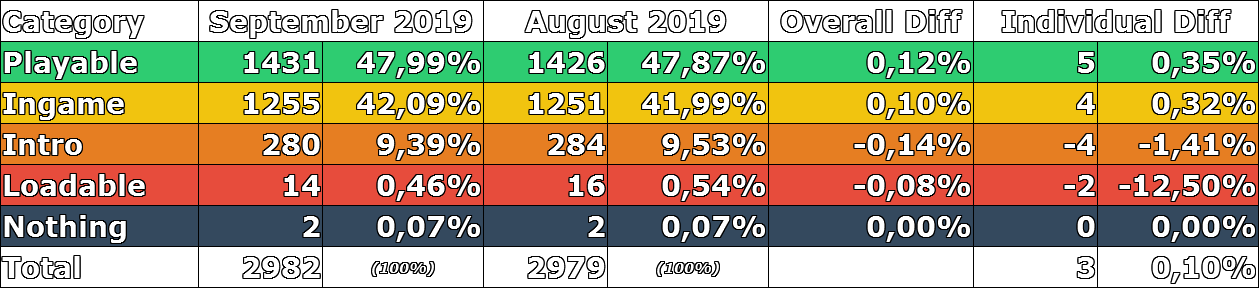 Category September 2019 August 2019 Overall Diff Individual Diff
Playable 1431 47,99% 1426 47,87% 0,12% 5 0,35%
Ingame 1255 42,09% 1251 41,99% 0,10% 4 0,32%
Intro 280 9,39% 284 9,53% -0,14% -4 -1,41%
Loadable 14 0,46% 16 0,54% -0,08% -2 -12,50%
Nothing 2 0,07% 2 0,07% 0,00% 0 0,00%
Total 2982 (100%) 2979 (100%) 3 0,10%